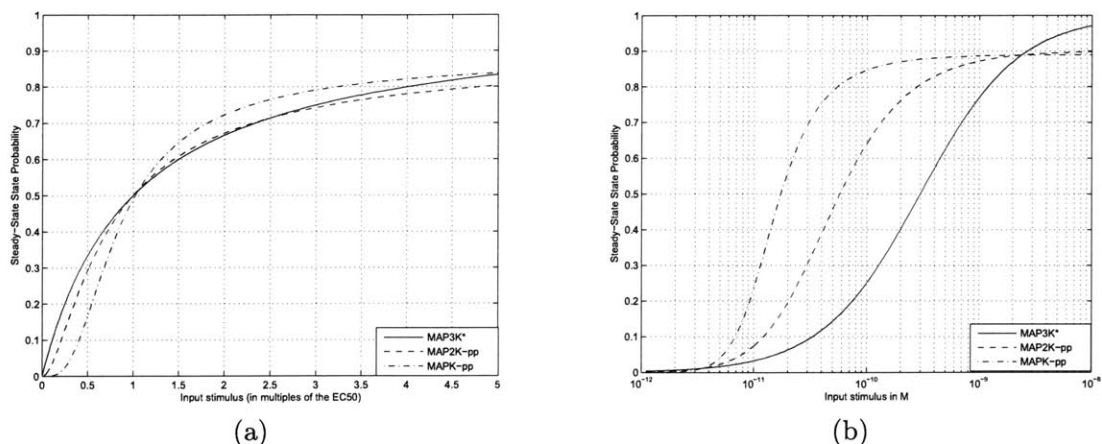 Steady-State State Probability
1
0.9
0.8
0.7
0.6
0.5
0.4
0.3
0.2
0.1
0
0 0.5 1 1.5 2 2.5 3 3.5 4 4.5 5
Input stimulus (in multiples of the EC50)
MAP3K*
MAP2K-pp
MAPK-pp
(a)
Steady-State State Probability
1
0.9
0.8
0.7
0.6
0.5
0.4
0.3
0.2
0.1
0
10⁻¹² 10⁻¹¹ 10⁻¹⁰ 10⁻⁹ 10⁻⁸
Input stimulus in M
MAP3K*
MAP2K-pp
MAPK-pp
(b)